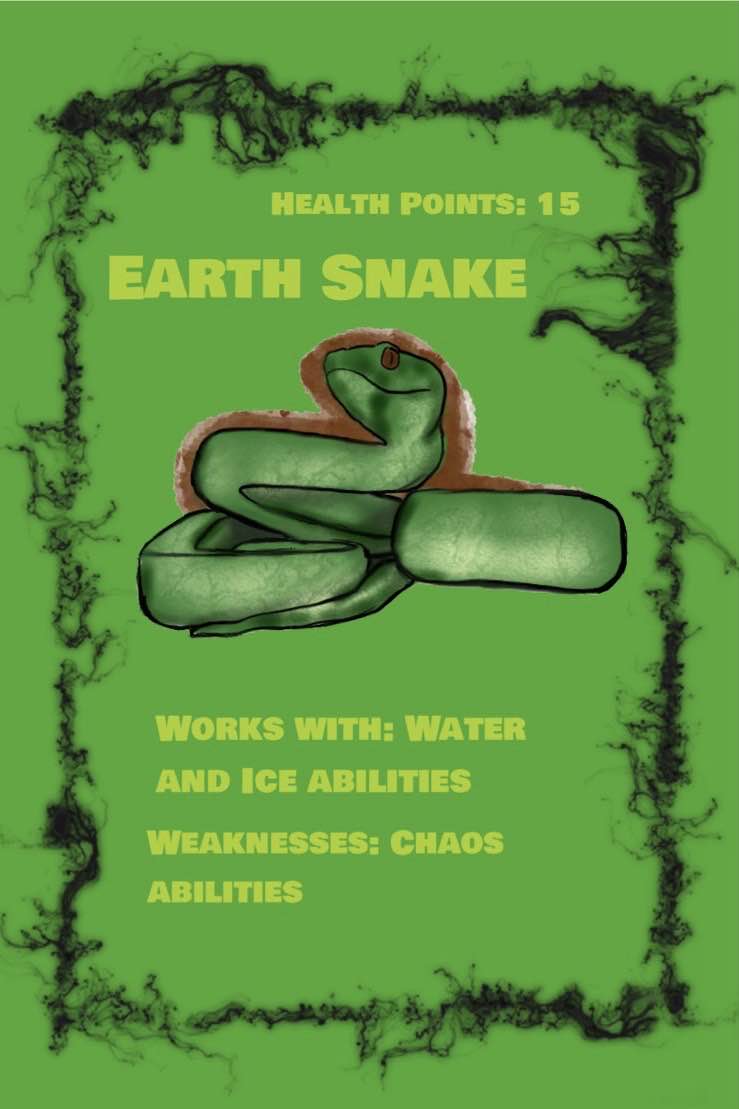 Health Points: 15
Earth Snake
Works with: Water
and Ice abilities
Weaknesses: Chaos
abilities